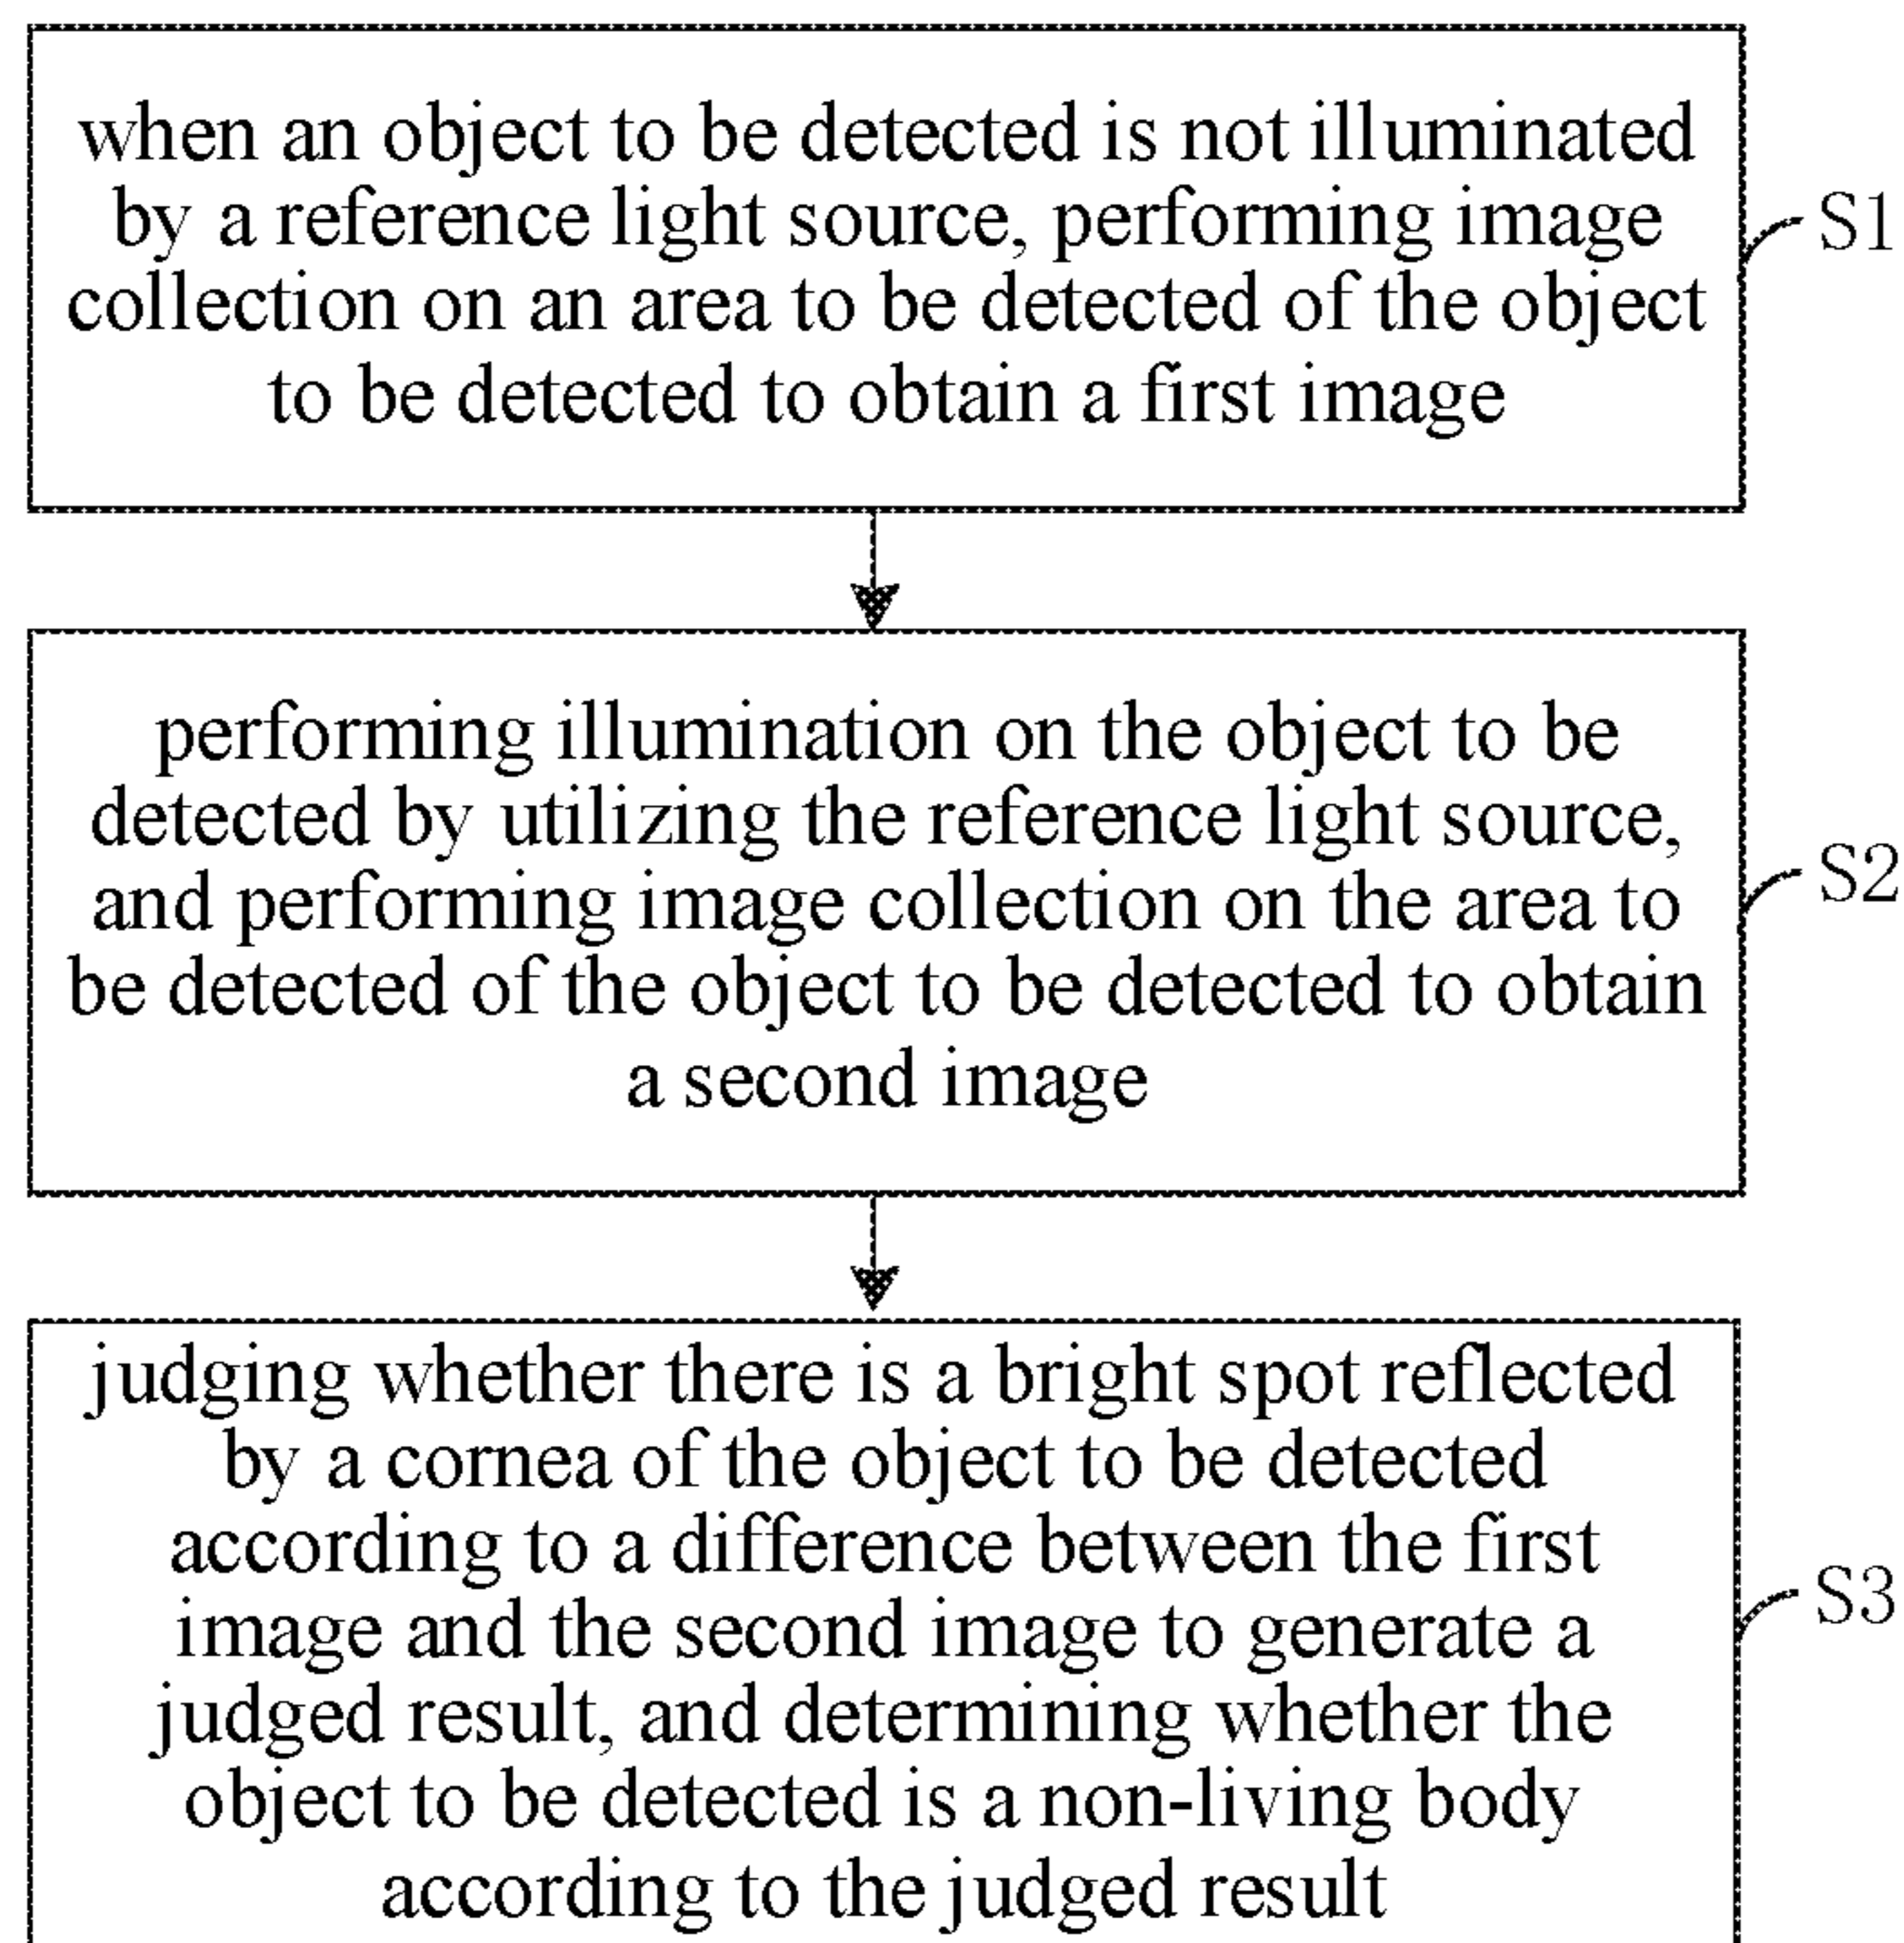 when an object to be detected is not illuminated
by a reference light source, performing image
collection on an area to be detected of the object
to be detected to obtain a first image
S1
performing illumination on the object to be
detected by utilizing the reference light source,
and performing image collection on the area to
be detected of the object to be detected to obtain
a second image
S2
judging whether there is a bright spot reflected
by a cornea of the object to be detected
according to a difference between the first
image and the second image to generate a
judged result, and determining whether the
object to be detected is a non-living body
according to the judged result
S3